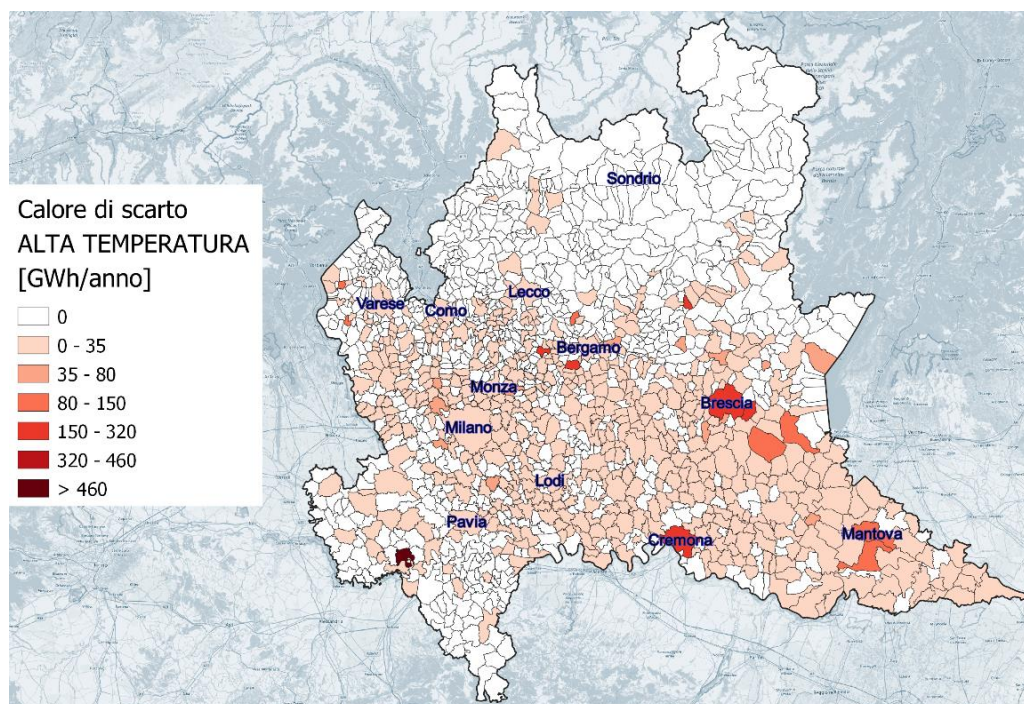 Calore di scarto
ALTA TEMPERATURA
[GWh/anno]
0
0 - 35
35 - 80
80 - 150
150 - 320
320 - 460
> 460
Sondrio
Lecco
Varese
Como
Bergamo
Monza
Brescia
Milano
Lodi
Pavia
Cremona
Mantova